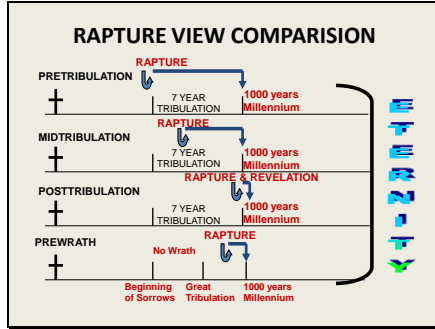 RAPTURE VIEW COMPARISION
RAPTURE
PRETRIBULATION
7 YEAR
TRIBULATION
1000 years
Millennium
RAPTURE
MIDTRIBULATION
7 YEAR
TRIBULATION
1000 years
Millennium
RAPTURE & REVELATION
POSTTRIBULATION
7 YEAR
TRIBULATION
1000 years
Millennium
RAPTURE
PREWRATH
No Wrath
Beginning
of Sorrows
Great
Tribulation
1000 years
Millennium
ETERNITY